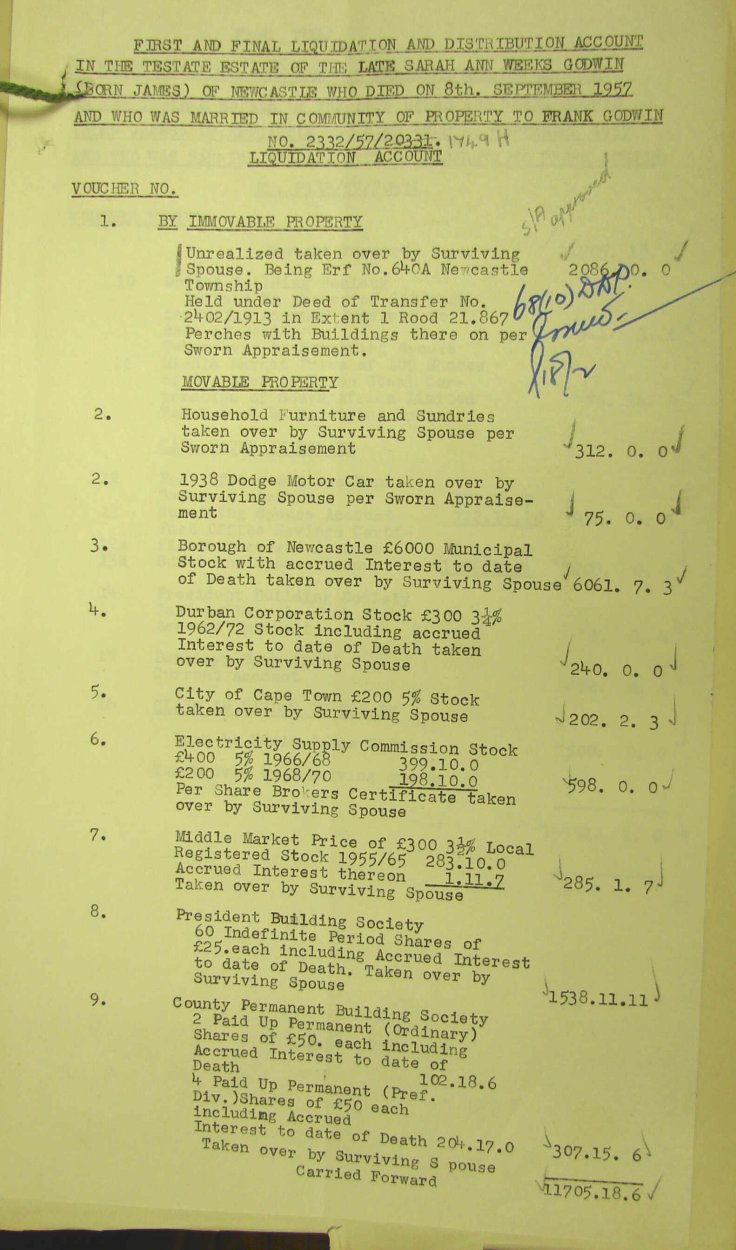 FIRST AND FINAL LIQUIDATION AND DISTRIBUTION ACCOUNT
IN THE TESTATE ESTATE OF THE LATE SARAH ANN WEEKS GODWIN
(BORN JAMES) OF NEWCASTLE WHO DIED ON 8th. SEPTEMBER 1957
AND WHO WAS MARRIED IN COMMUNITY OF PROPERTY TO FRANK GODWIN
NO. 2332/57/20331. 1749 H
LIQUIDATION ACCOUNT
VOUCHER NO.
S/A approved
1. BY IMMOVABLE PROPERTY
Unrealized taken over by Surviving
Spouse. Being Erf No.640A Newcastle 2086. 0. 0
Township
Held under Deed of Transfer No. 68(10)
2402/1913 in Extent 1 Rood 21.867
Perches with Buildings there on per
Sworn Appraisement. 18/2
MOVABLE PROPERTY
2. Household Furniture and Sundries
taken over by Surviving Spouse per
Sworn Appraisement 312. 0. 0
2. 1938 Dodge Motor Car taken over by
Surviving Spouse per Sworn Appraise-
ment 75. 0. 0
3. Borough of Newcastle £6000 Municipal
Stock with accrued Interest to date
of Death taken over by Surviving Spouse 6061. 7. 3
4. Durban Corporation Stock £300 3¼%
1962/72 Stock including accrued
Interest to date of Death taken
over by Surviving Spouse 240. 0. 0
5. City of Cape Town £200 5% Stock
taken over by Surviving Spouse 202. 2. 3
6. Electricity Supply Commission Stock
£400 5% 1966/68 399.10.0
£200 5% 1968/70 198.10.0 598. 0. 0
Per Share Brokers Certificate taken
over by Surviving Spouse
7. Middle Market Price of £300 3½% Local
Registered Stock 1955/65 283.10.0
Accrued Interest thereon 1.11.7 285. 1. 7
Taken over by Surviving Spouse
8. President Building Society
60 Indefinite Period Shares of
£25.each including Accrued Interest
to date of Death. Taken over by
Surviving Spouse 1538.11.11
9. County Permanent Building Society
2 Paid Up Permanent (Ordinary)
Shares of £50. each including
Accrued Interest to date of
Death 102.18.6
4 Paid Up Permanent (Pref.
Div.)Shares of £50 each
including Accrued
Interest to date of Death 204.17.0 307.15. 6
Taken over by Surviving S pouse
Carried Forward 11705.18.6